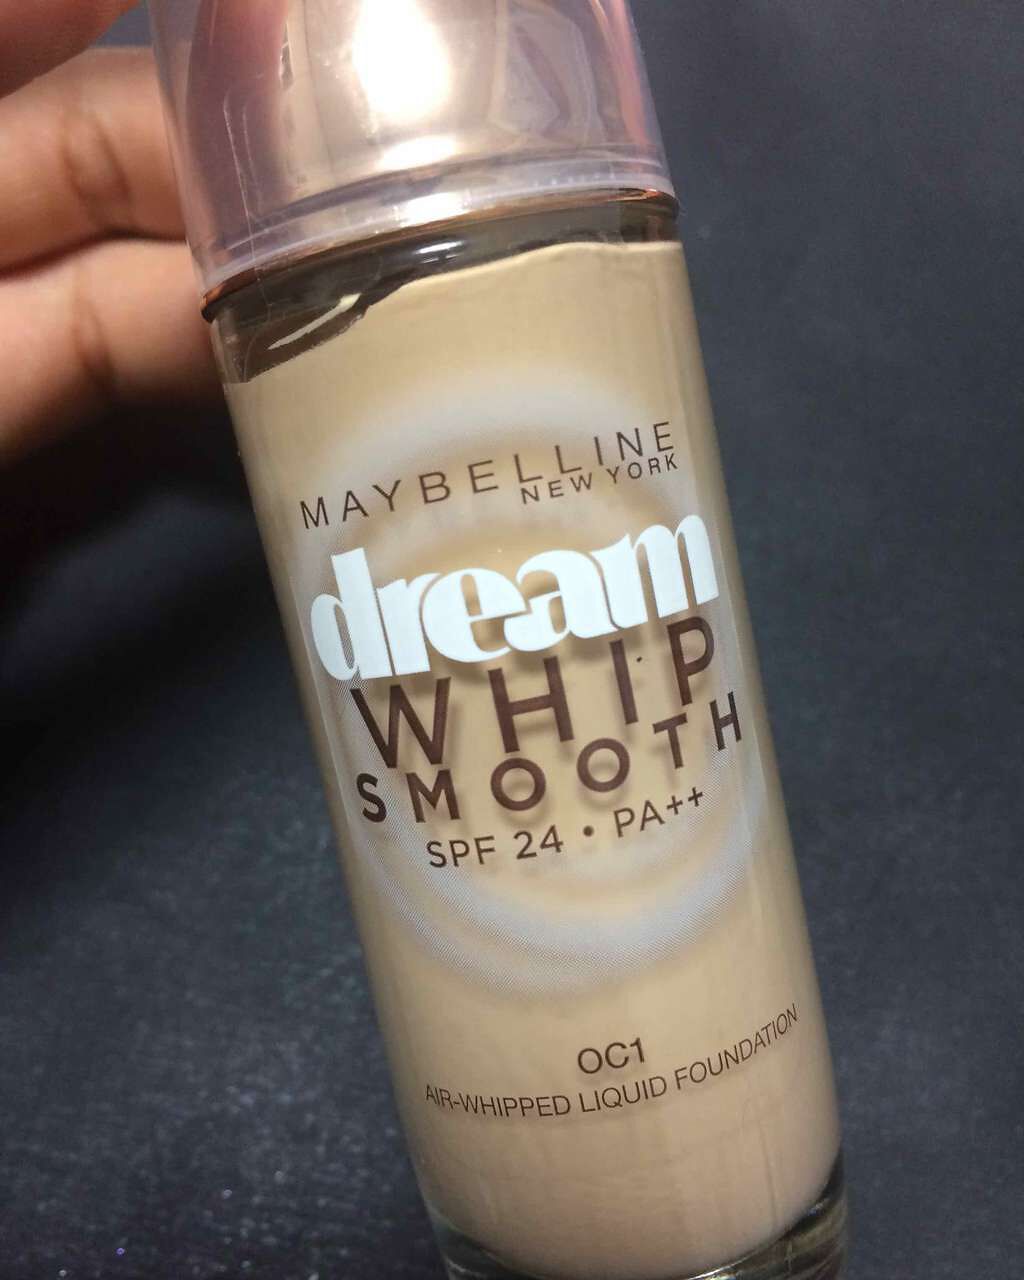 MAYBELLINE
NEW YORK
dream
WHIP
SMOOTH
SPF 24 • PA++
OC1
AIR-WHIPPED LIQUID FOUNDATION